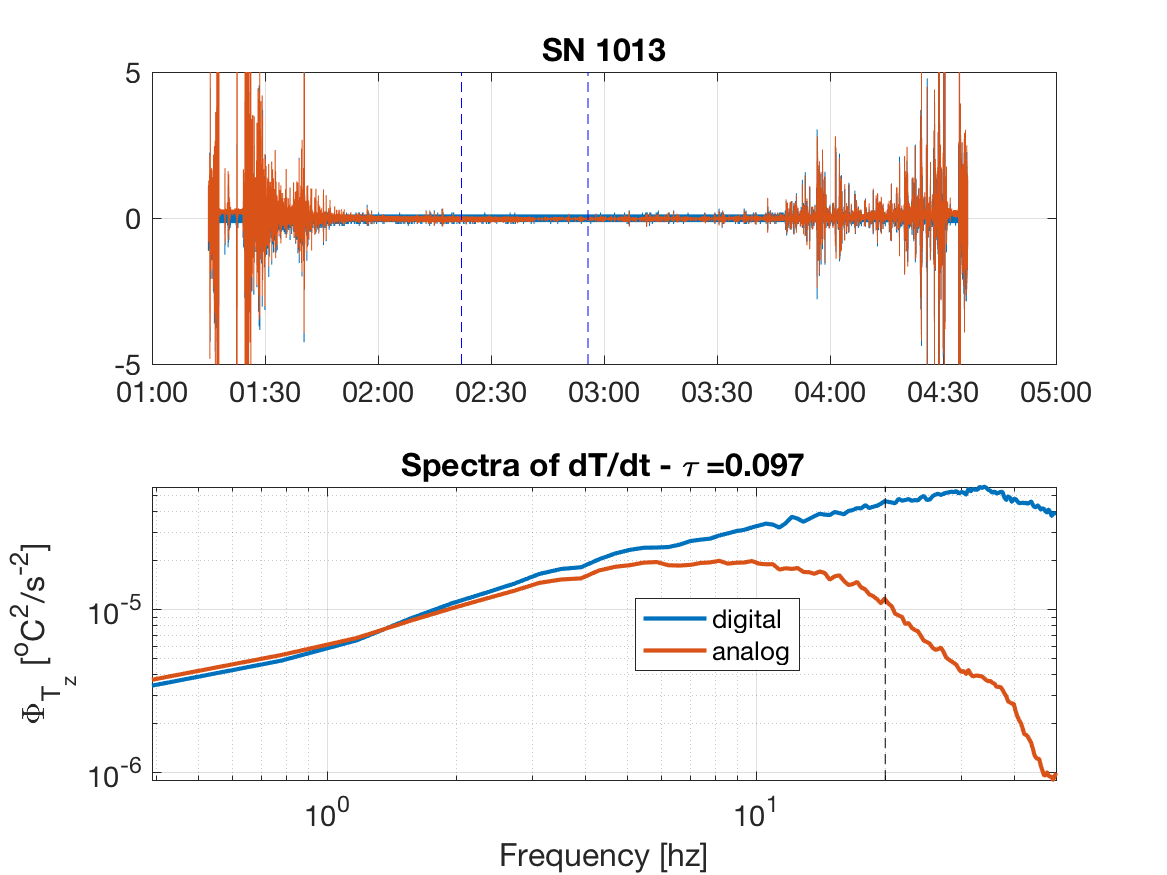 SN 1013
5
0
-5
01:00 01:30 02:00 02:30 03:00 03:30 04:00 04:30 05:00
Spectra of dT/dt - τ =0.097
Φ_{T_z} [°C²/s⁻²]
10⁻⁵
10⁻⁶
digital
analog
10⁰ 10¹
Frequency [hz]